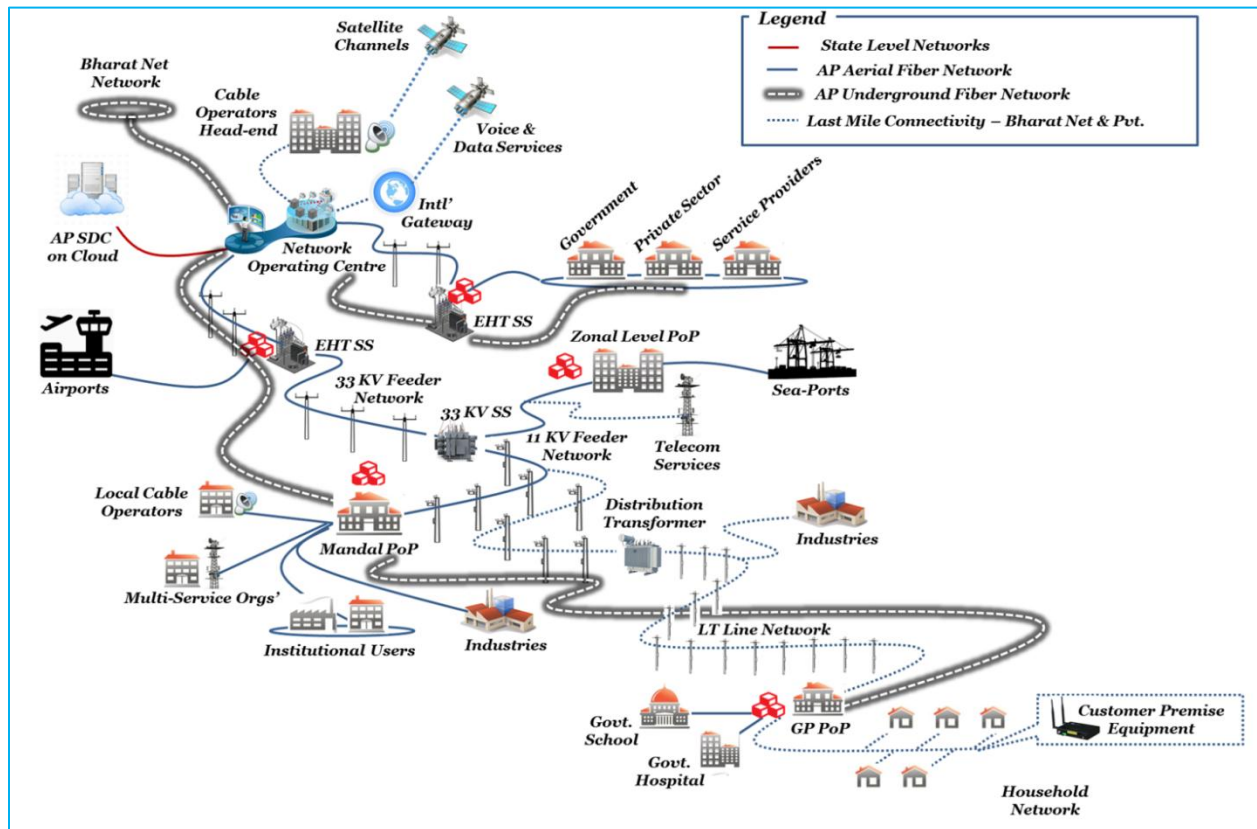 Legend
State Level Networks
AP Aerial Fiber Network
AP Underground Fiber Network
Last Mile Connectivity – Bharat Net & Pvt.
Satellite
Channels
Bharat Net
Network
Cable
Operators
Head-end
Voice &
Data Services
Intl'
Gateway
AP SDC
on Cloud
Network
Operating Centre
Government
Private Sector
Service Providers
EHT SS
EHT SS
Zonal Level PoP
Airports
Sea-Ports
33 KV Feeder
Network
33 KV SS
11 KV Feeder
Network
Telecom
Services
Local Cable
Operators
Mandal PoP
Distribution
Transformer
Industries
Multi-Service Orgs'
Institutional Users
Industries
LT Line Network
Govt.
School
GP PoP
Govt.
Hospital
Customer Premise
Equipment
Household
Network